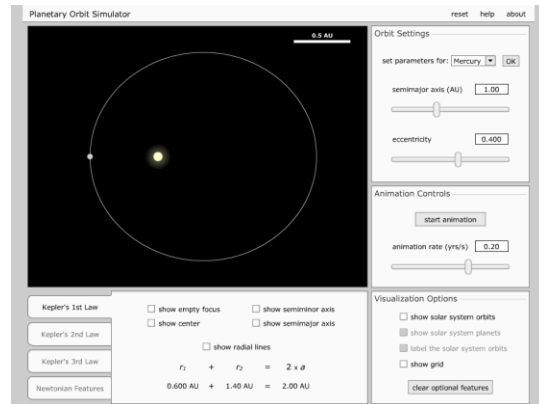 Planetary Orbit Simulator
reset help about
0.5 AU
Orbit Settings
set parameters for: Mercury OK
semimajor axis (AU) 1.00
eccentricity 0.400
Animation Controls
start animation
animation rate (yrs/s) 0.20
Kepler's 1st Law
Kepler's 2nd Law
Kepler's 3rd Law
Newtonian Features
show empty focus
show semiminor axis
show center
show semimajor axis
show radial lines
r₁ + r₂ = 2 × a
0.600 AU + 1.40 AU = 2.00 AU
Visualization Options
show solar system orbits
show solar system planets
label the solar system orbits
show grid
clear optional features